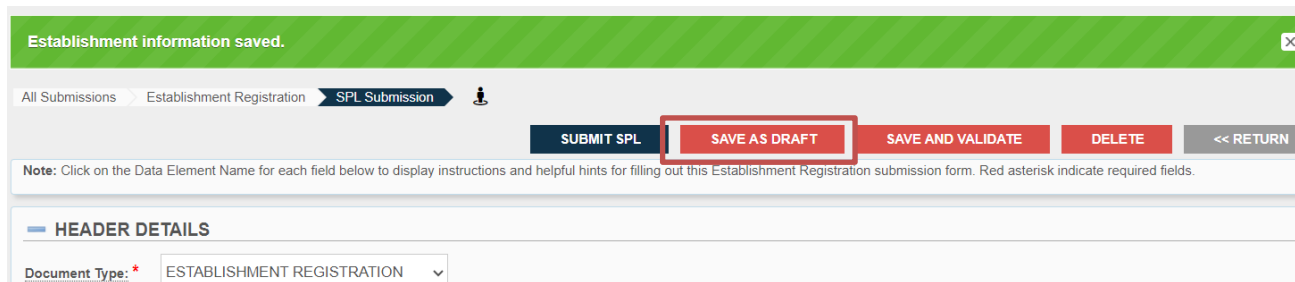 Establishment information saved.
All Submissions Establishment Registration SPL Submission
SUBMIT SPL SAVE AS DRAFT SAVE AND VALIDATE DELETE << RETURN
Note: Click on the Data Element Name for each field below to display instructions and helpful hints for filling out this Establishment Registration submission form. Red asterisk indicate required fields.
HEADER DETAILS
Document Type: * ESTABLISHMENT REGISTRATION